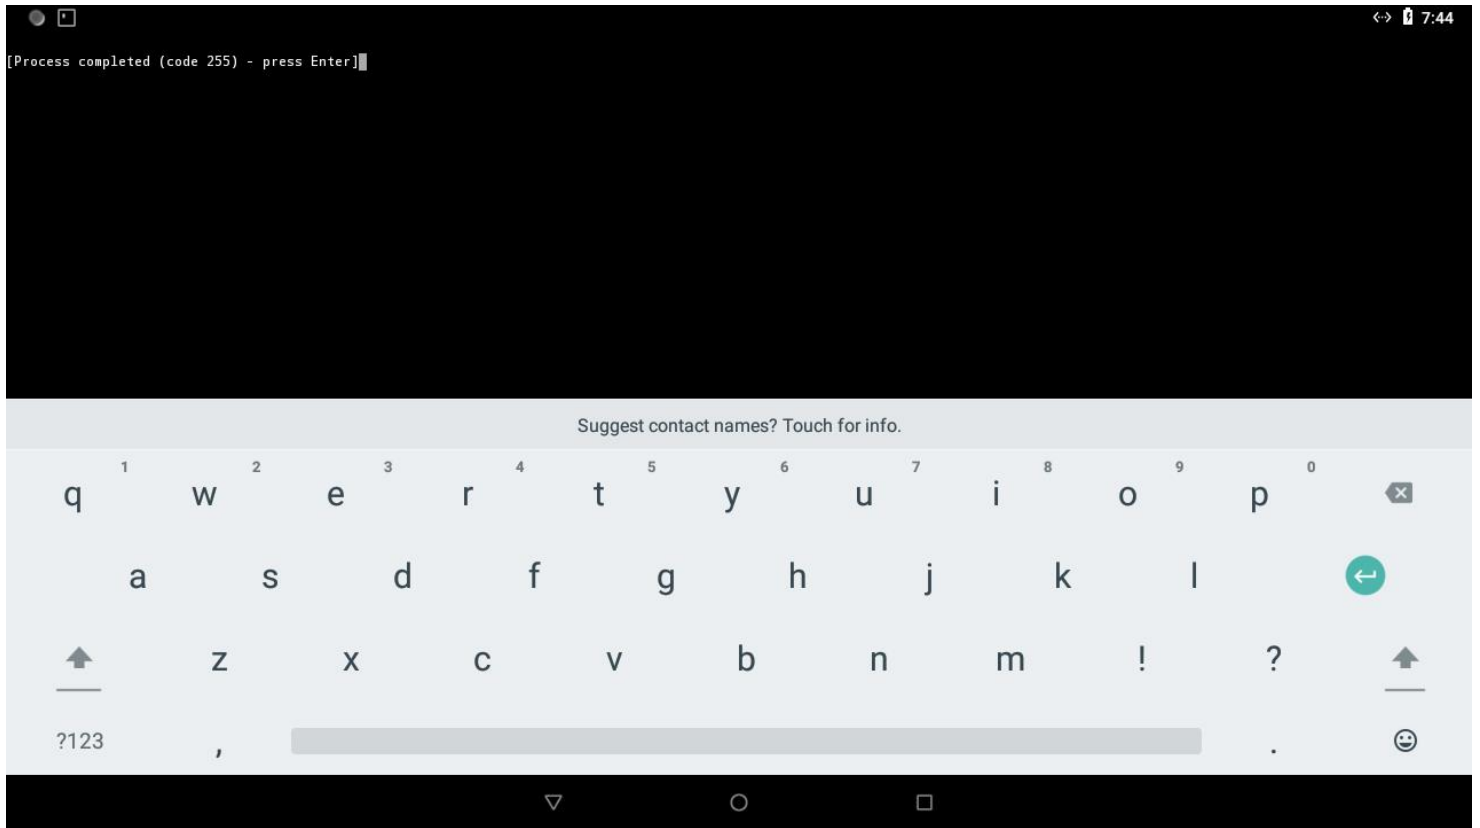 7:44
[Process completed (code 255) - press Enter]
Suggest contact names? Touch for info.
1 2 3 4 5 6 7 8 9 0
q w e r t y u i o p
a s d f g h j k l
z x c v b n m ! ?
?123 , .